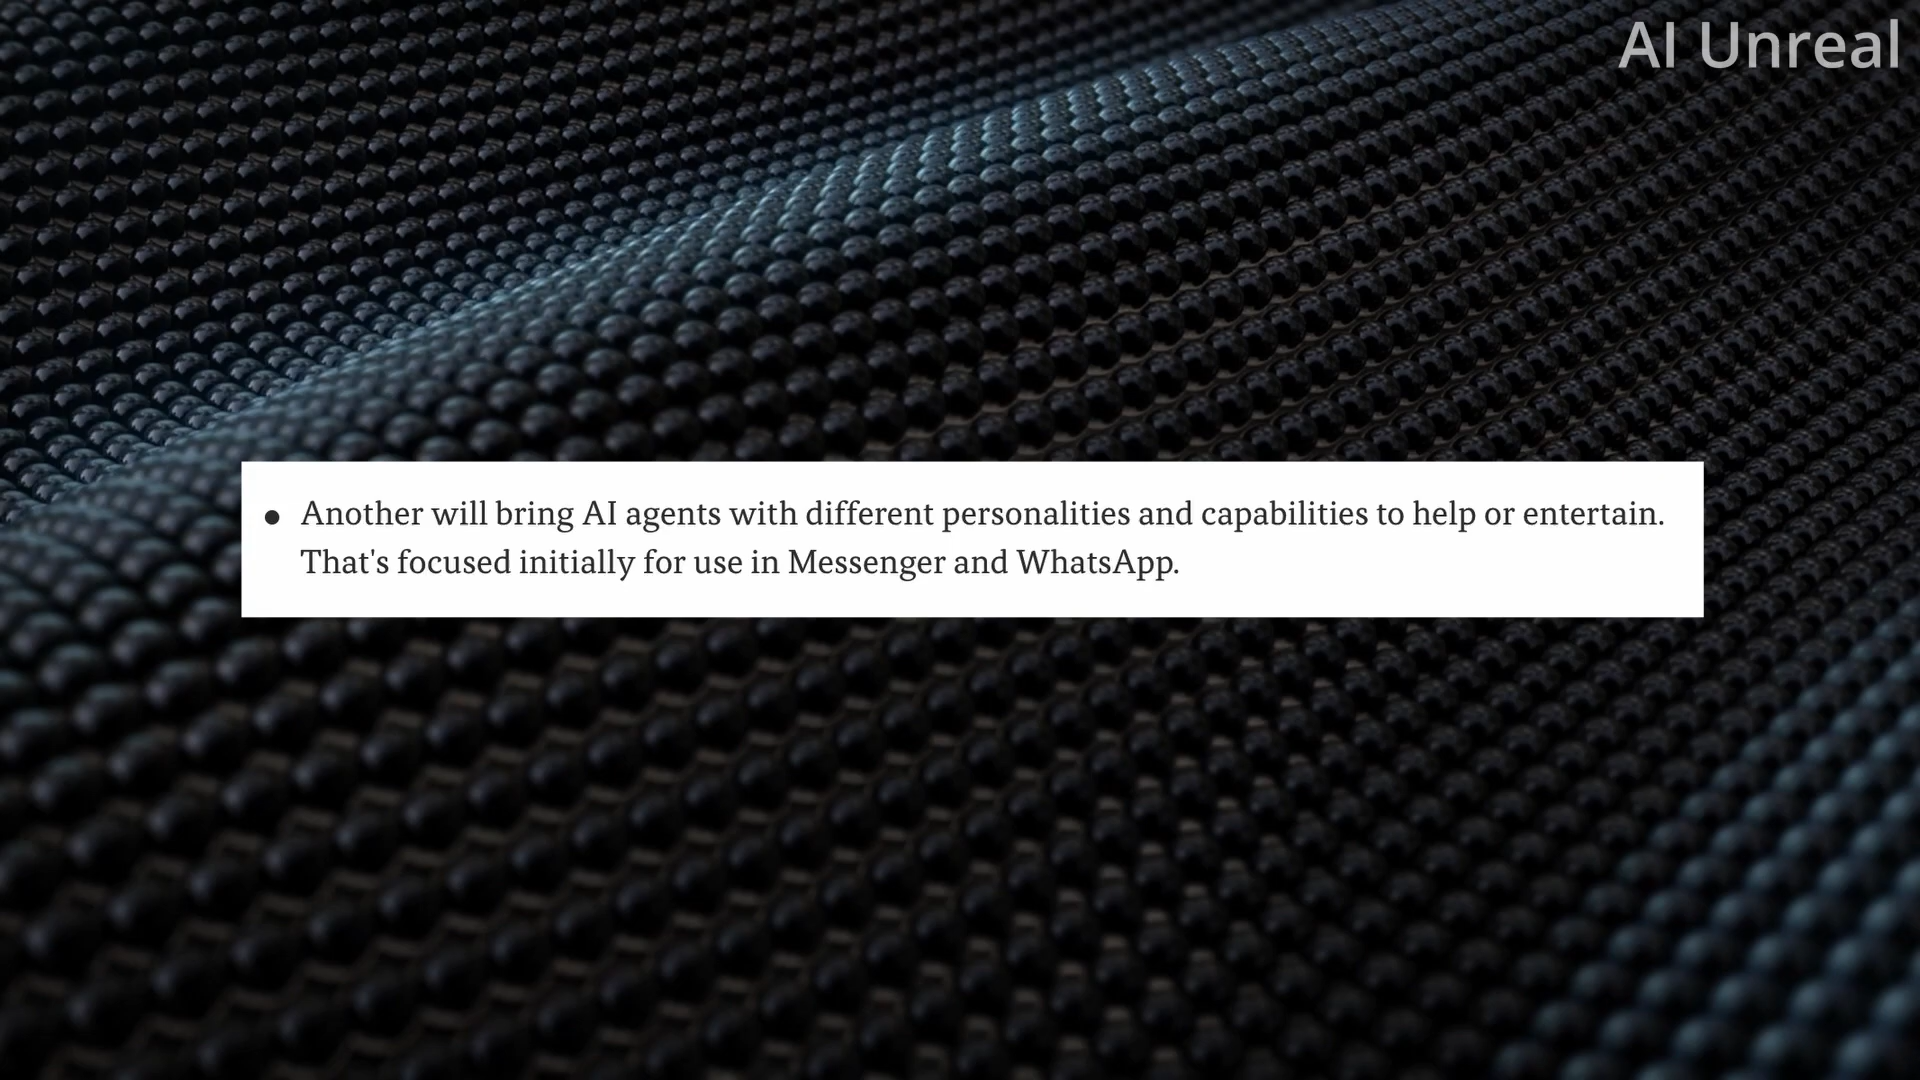 AI Unreal
• Another will bring AI agents with different personalities and capabilities to help or entertain.
That's focused initially for use in Messenger and WhatsApp.